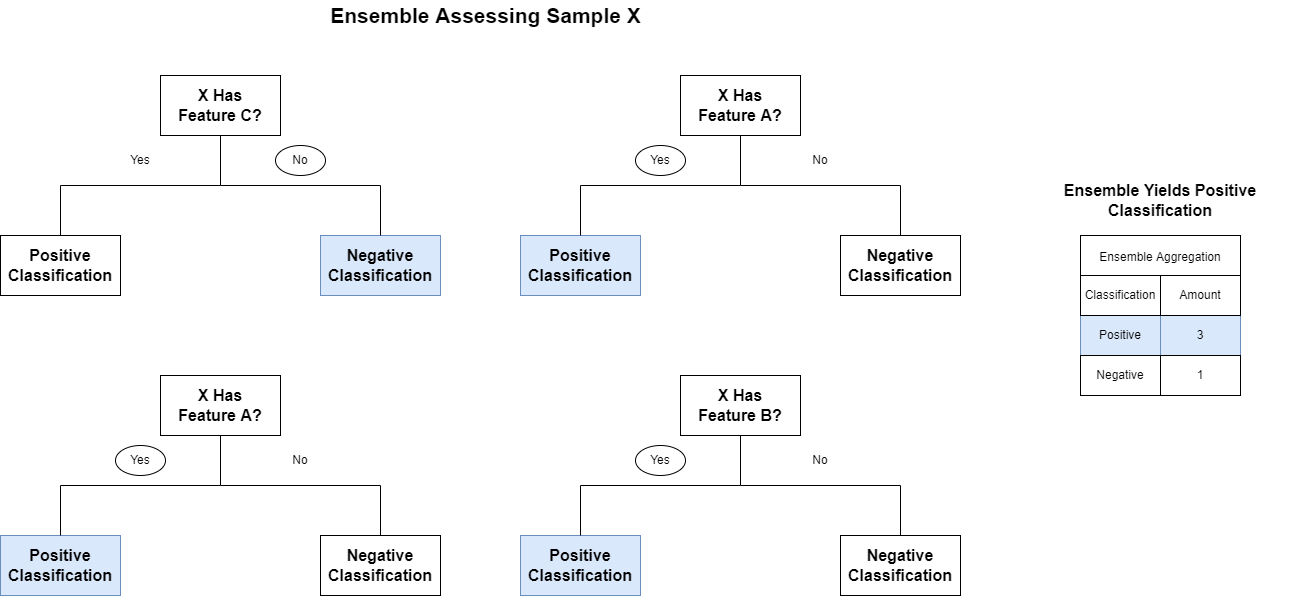 Ensemble Assessing Sample X
X Has
Feature C?
Yes
No
Positive
Classification
Negative
Classification
X Has
Feature A?
Yes
No
Positive
Classification
Negative
Classification
X Has
Feature A?
Yes
No
Positive
Classification
Negative
Classification
X Has
Feature B?
Yes
No
Positive
Classification
Negative
Classification
Ensemble Yields Positive
Classification
Ensemble Aggregation
Classification Amount
Positive 3
Negative 1